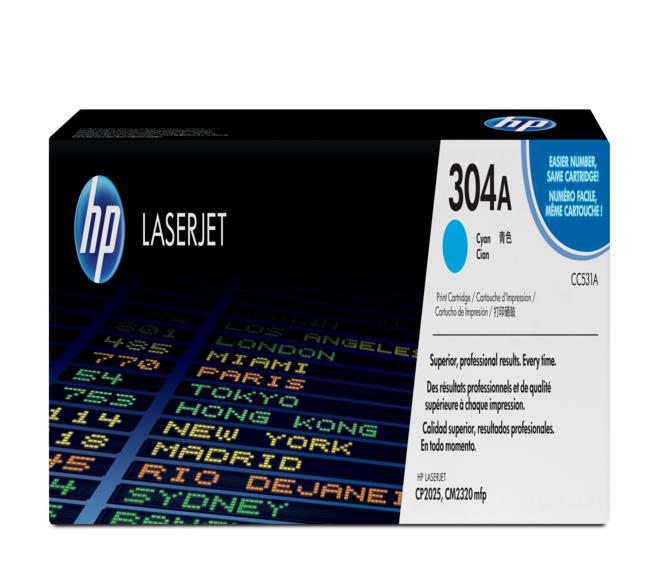 hp
hp
LASERJET
304A
EASIER NUMBER,
SAME CARTRIDGE!
NUMÉRO FACILE,
MÊME CARTOUCHE !
Cyan 青色
Cian
CC531A
Print Cartridge / Cartouche d'Impression /
Cartucho de Impresión / 打印硒鼓
Superior, professional results. Every time.
Des résultats professionnels et de qualité
supérieure à chaque impression.
Calidad superior, resultados profesionales.
En todo momento.
HP LASERJET
CP2025, CM2320 mfp
BERLIN
801 LOS ANGELES
435 LONDON
770 MIAMI
54 PARIS
753 TOKYO
114 HONG KONG
18 NEW YORK
45 MADRID
4 RIO DEJANEI
SYDNEY